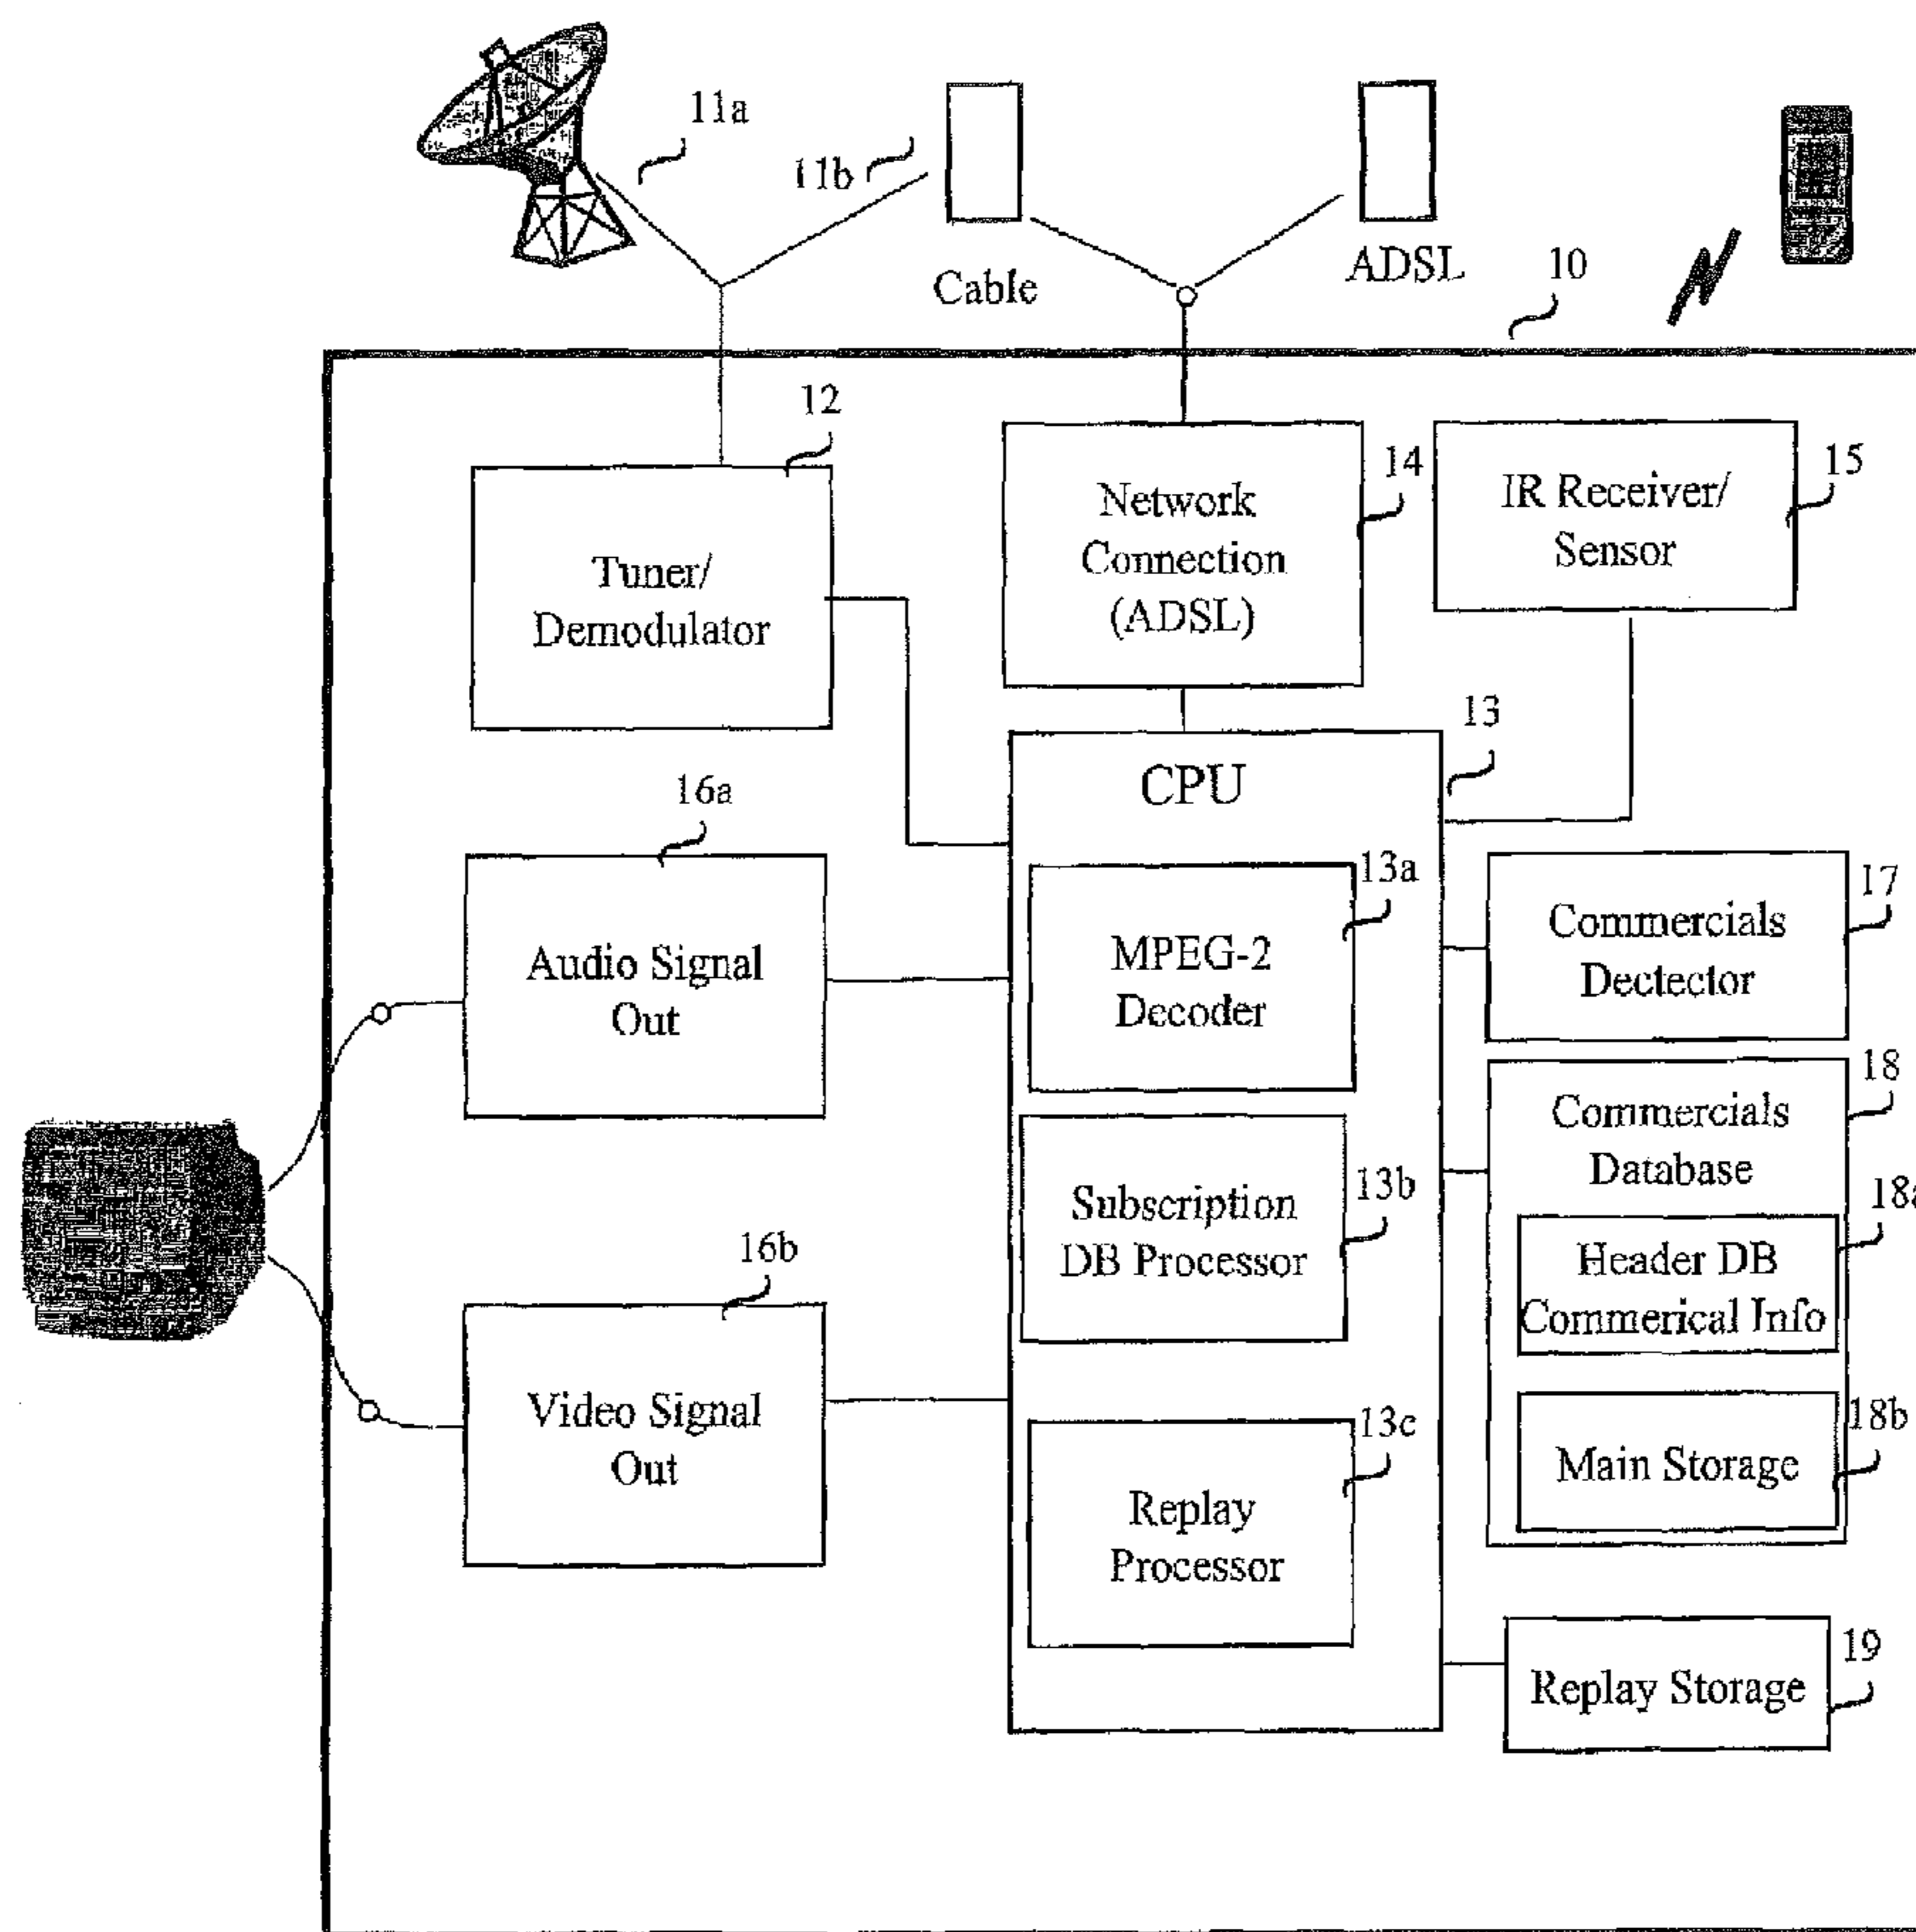 11a
11b
Cable
ADSL
10
12
Tuner/
Demodulator
Network
Connection
(ADSL)
14
IR Receiver/
Sensor
15
13
CPU
16a
Audio Signal
Out
13a
MPEG-2
Decoder
17
Commercials
Dectector
18
Commercials
Database
13b
Subscription
DB Processor
18a
Header DB
Commerical Info
16b
Video Signal
Out
13c
Replay
Processor
18b
Main Storage
19
Replay Storage